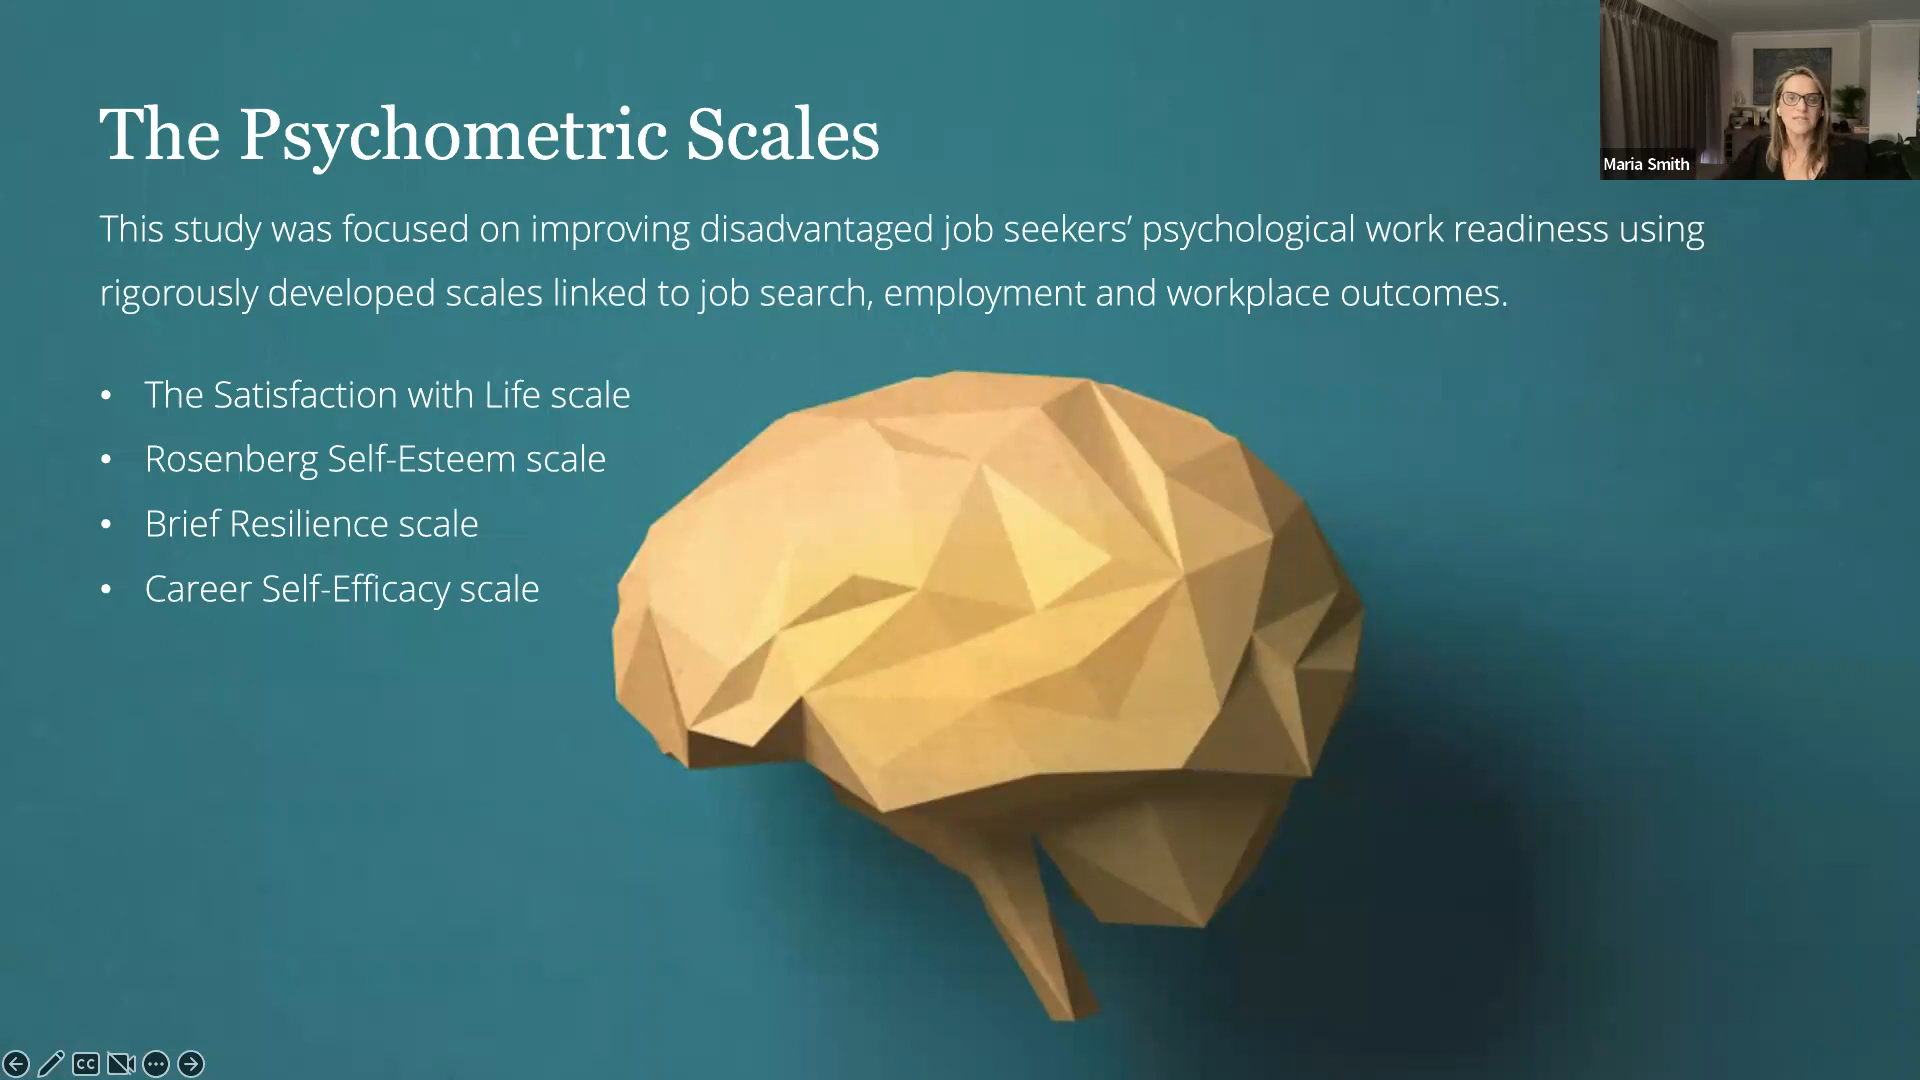 The Psychometric Scales
Maria Smith
This study was focused on improving disadvantaged job seekers’ psychological work readiness using
rigorously developed scales linked to job search, employment and workplace outcomes.
• The Satisfaction with Life scale
• Rosenberg Self-Esteem scale
• Brief Resilience scale
• Career Self-Efficacy scale
CC